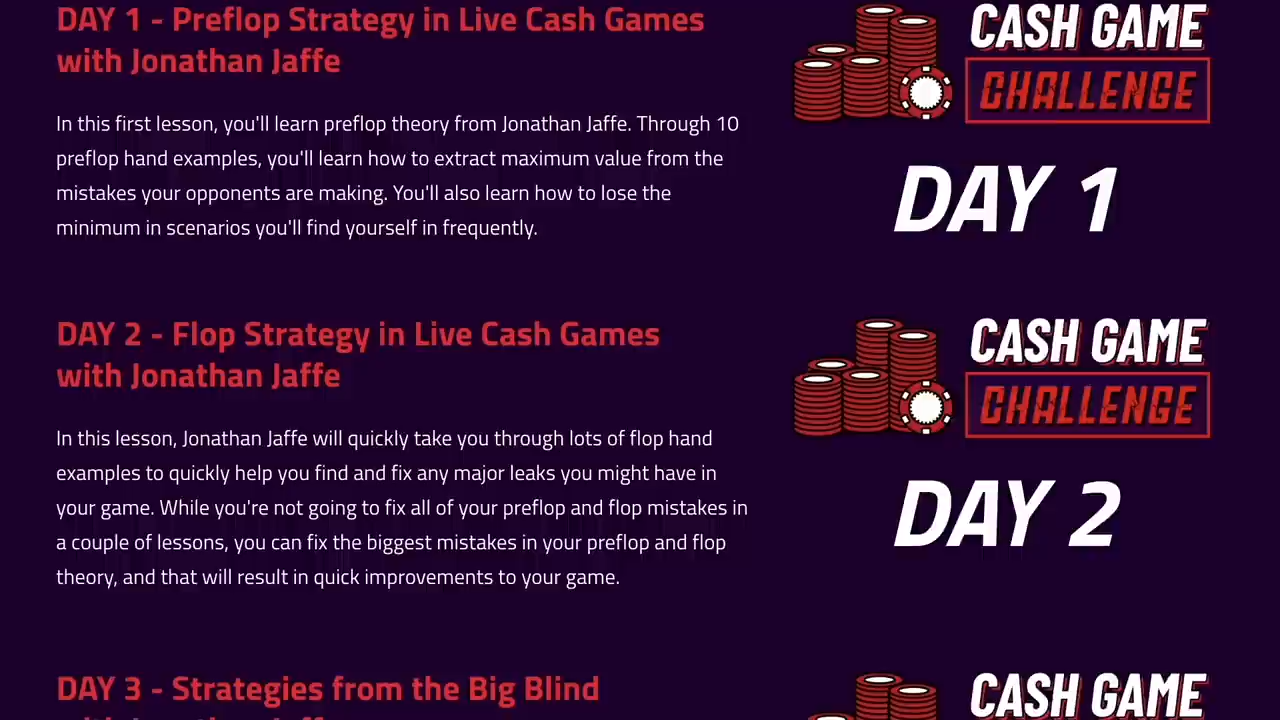 DAY 1 - Preflop Strategy in Live Cash Games
with Jonathan Jaffe
In this first lesson, you'll learn preflop theory from Jonathan Jaffe. Through 10
preflop hand examples, you'll learn how to extract maximum value from the
mistakes your opponents are making. You'll also learn how to lose the
minimum in scenarios you'll find yourself in frequently.
CASH GAME
CHALLENGE
DAY 1
DAY 2 - Flop Strategy in Live Cash Games
with Jonathan Jaffe
In this lesson, Jonathan Jaffe will quickly take you through lots of flop hand
examples to quickly help you find and fix any major leaks you might have in
your game. While you're not going to fix all of your preflop and flop mistakes in
a couple of lessons, you can fix the biggest mistakes in your preflop and flop
theory, and that will result in quick improvements to your game.
CASH GAME
CHALLENGE
DAY 2
DAY 3 - Strategies from the Big Blind
CASH GAME